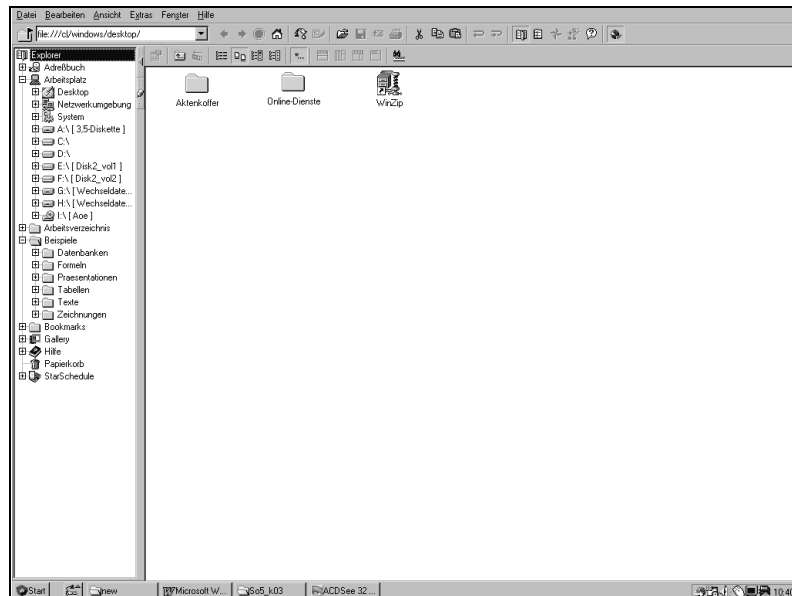 Datei Bearbeiten Ansicht Extras Fenster Hilfe
file:///c|/windows/desktop/
Explorer
Adreßbuch
Arbeitsplatz
Desktop
Netzwerkumgebung
System
A:\ [ 3,5-Diskette ]
C:\
D:\
E:\ [ Disk2_vol1 ]
F:\ [ Disk2_vol2 ]
G:\ [ Wechseldate...
H:\ [ Wechseldate...
I:\ [ Aoe ]
Arbeitsverzeichnis
Beispiele
Datenbanken
Formeln
Praesentationen
Tabellen
Texte
Zeichnungen
Bookmarks
Gallery
Hilfe
Papierkorb
StarSchedule
Aktenkoffer Online-Dienste WinZip
Start new Microsoft W... So5_k03 ACDSee 32 ... 10:40